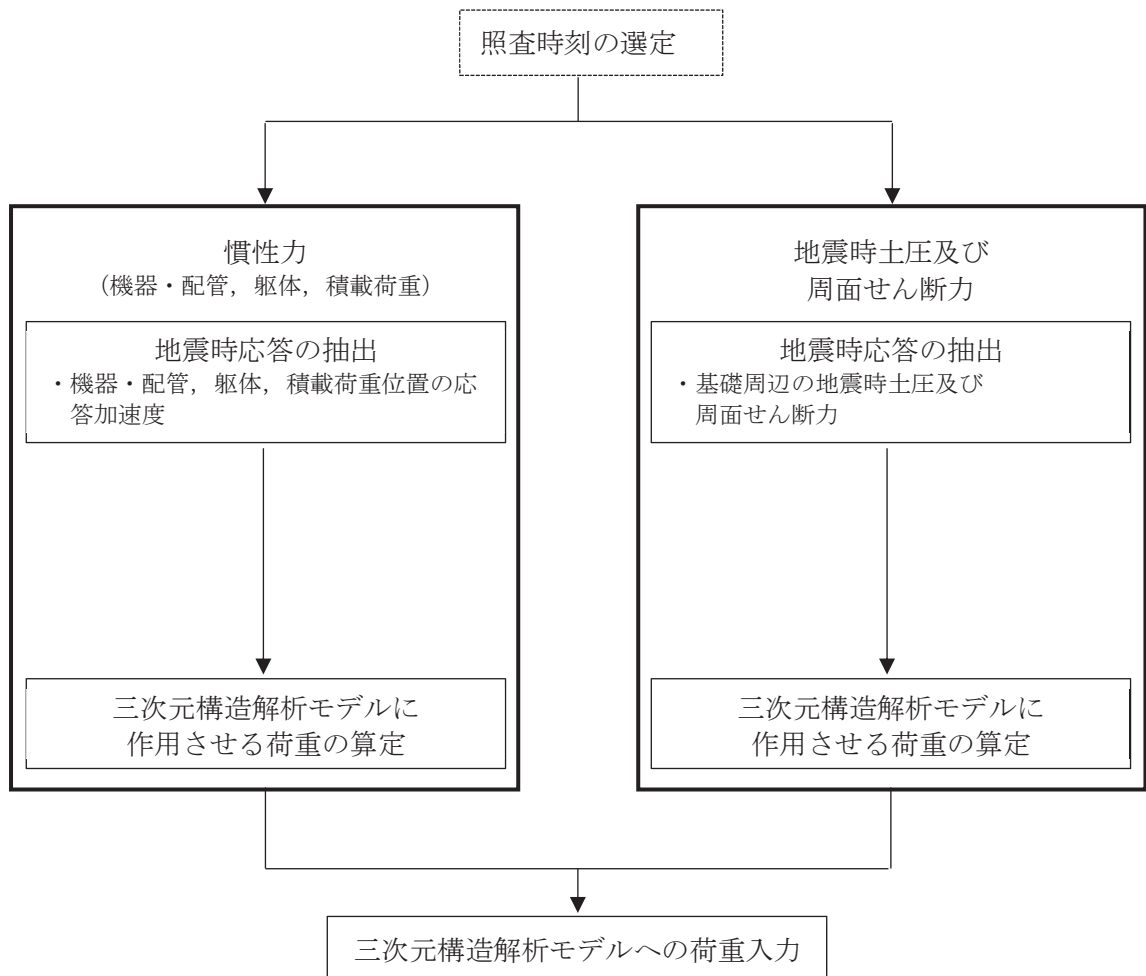 照査時刻の選定
慣性力
（機器・配管，躯体，積載荷重）
地震時応答の抽出
・機器・配管，躯体，積載荷重位置の応
答加速度
三次元構造解析モデルに
作用させる荷重の算定
地震時土圧及び
周面せん断力
地震時応答の抽出
・基礎周辺の地震時土圧及び
周面せん断力
三次元構造解析モデルに
作用させる荷重の算定
三次元構造解析モデルへの荷重入力